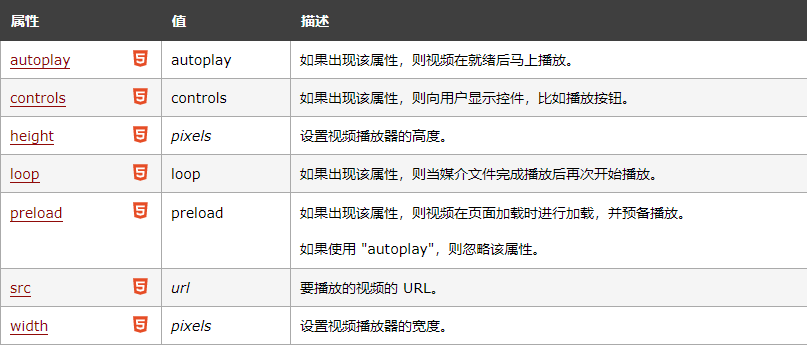 属性 值 描述
autoplay 5 autoplay 如果出现该属性，则视频在就绪后马上播放。
controls 5 controls 如果出现该属性，则向用户显示控件，比如播放按钮。
height 5 pixels 设置视频播放器的高度。
loop 5 loop 如果出现该属性，则当媒介文件完成播放后再次开始播放。
preload 5 preload 如果出现该属性，则视频在页面加载时进行加载，并预备播放。
如果使用 "autoplay"，则忽略该属性。
src 5 url 要播放的视频的 URL。
width 5 pixels 设置视频播放器的宽度。